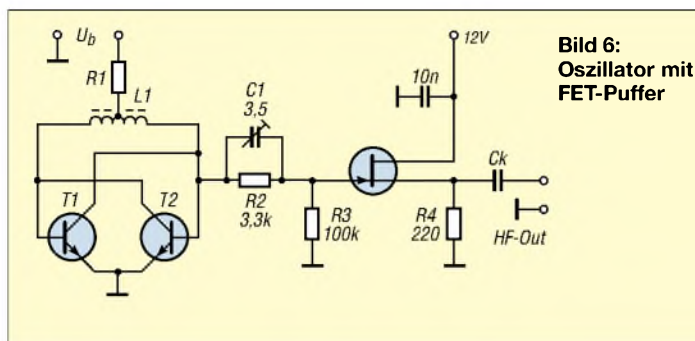 U_b
R1
L1
C1
3,5
12V
10n
Bild 6:
Oszillator mit
FET-Puffer
T1
T2
R2
3,3k
R3
100k
R4
220
Ck
HF-Out